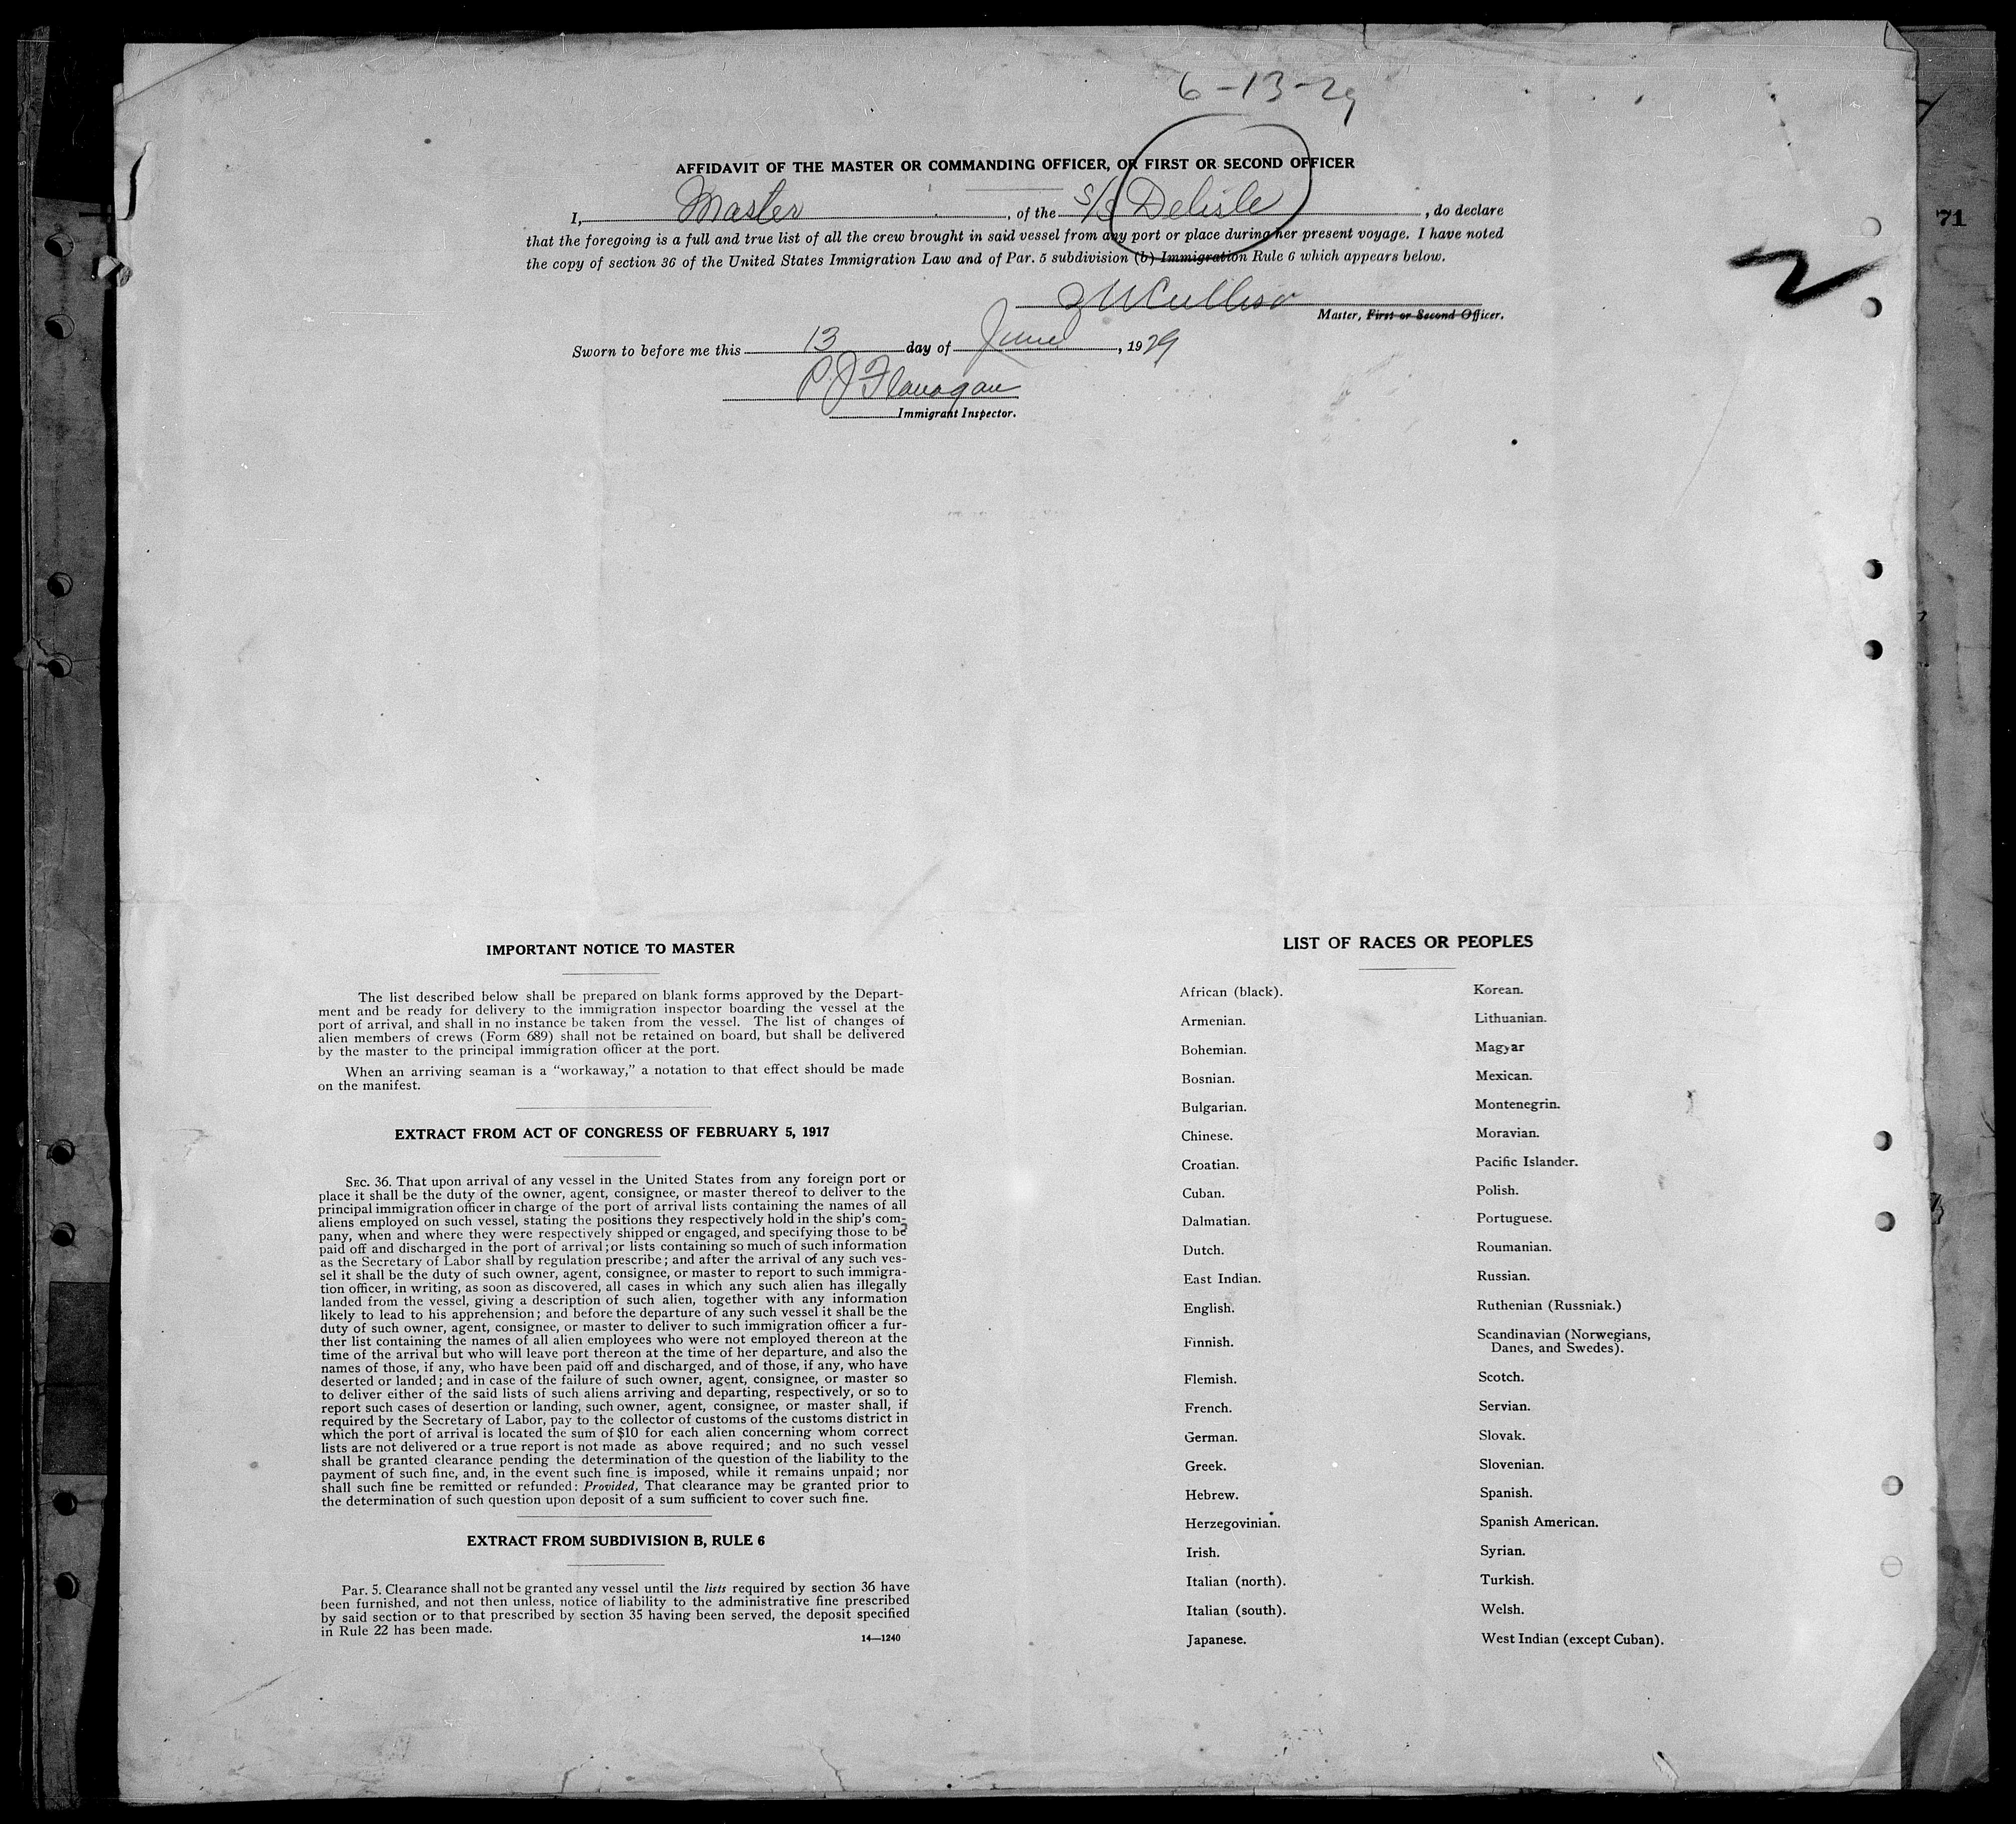 6-13-29
AFFIDAVIT OF THE MASTER OR COMMANDING OFFICER, OR FIRST OR SECOND OFFICER
I, Master, of the S/S Delisle, do declare
that the foregoing is a full and true list of all the crew brought in said vessel from any port or place during her present voyage. I have noted
the copy of section 36 of the United States Immigration Law and of Par. 5 subdivision (b) Immigration Rule 6 which appears below.
Master, First or Second Officer.
Sworn to before me this 13 day of June, 1929
P J Flanagan
Immigrant Inspector.
71
2
IMPORTANT NOTICE TO MASTER
The list described below shall be prepared on blank forms approved by the Depart-
ment and be ready for delivery to the immigration inspector boarding the vessel at the
port of arrival, and shall in no instance be taken from the vessel. The list of changes of
alien members of crews (Form 689) shall not be retained on board, but shall be delivered
by the master to the principal immigration officer at the port.
When an arriving seaman is a "workaway," a notation to that effect should be made
on the manifest.
EXTRACT FROM ACT OF CONGRESS OF FEBRUARY 5, 1917
SEC. 36. That upon arrival of any vessel in the United States from any foreign port or
place it shall be the duty of the owner, agent, consignee, or master thereof to deliver to the
principal immigration officer in charge of the port of arrival lists containing the names of all
aliens employed on such vessel, stating the positions they respectively hold in the ship's com-
pany, when and where they were respectively shipped or engaged, and specifying those to be
paid off and discharged in the port of arrival; or lists containing so much of such information
as the Secretary of Labor shall by regulation prescribe; and after the arrival of any such ves-
sel it shall be the duty of such owner, agent, consignee, or master to report to such immigra-
tion officer, in writing, as soon as discovered, all cases in which any such alien has illegally
landed from the vessel, giving a description of such alien, together with any information
likely to lead to his apprehension; and before the departure of any such vessel it shall be the
duty of such owner, agent, consignee, or master to deliver to such immigration officer a fur-
ther list containing the names of all alien employees who were not employed thereon at the
time of the arrival but who will leave port thereon at the time of her departure, and also the
names of those, if any, who have been paid off and discharged, and of those, if any, who have
deserted or landed; and in case of the failure of such owner, agent, consignee, or master so
to deliver either of the said lists of such aliens arriving and departing, respectively, or so to
report such cases of desertion or landing, such owner, agent, consignee, or master shall, if
required by the Secretary of Labor, pay to the collector of customs of the customs district in
which the port of arrival is located the sum of $10 for each alien concerning whom correct
lists are not delivered or a true report is not made as above required; and no such vessel
shall be granted clearance pending the determination of the question of the liability to the
payment of such fine, and, in the event such fine is imposed, while it remains unpaid; nor
shall such fine be remitted or refunded: Provided, That clearance may be granted prior to
the determination of such question upon deposit of a sum sufficient to cover such fine.
EXTRACT FROM SUBDIVISION B, RULE 6
Par. 5. Clearance shall not be granted any vessel until the lists required by section 36 have
been furnished, and not then unless, notice of liability to the administrative fine prescribed
by said section or to that prescribed by section 35 having been served, the deposit specified
in Rule 22 has been made.
14—1240
LIST OF RACES OR PEOPLES
African (black).
Armenian.
Bohemian.
Bosnian.
Bulgarian.
Chinese.
Croatian.
Cuban.
Dalmatian.
Dutch.
East Indian.
English.
Finnish.
Flemish.
French.
German.
Greek.
Hebrew.
Herzegovinian.
Irish.
Italian (north).
Italian (south).
Japanese.
Korean.
Lithuanian.
Magyar
Mexican.
Montenegrin.
Moravian.
Pacific Islander.
Polish.
Portuguese.
Roumanian.
Russian.
Ruthenian (Russniak.)
Scandinavian (Norwegians,
Danes, and Swedes).
Scotch.
Servian.
Slovak.
Slovenian.
Spanish.
Spanish American.
Syrian.
Turkish.
Welsh.
West Indian (except Cuban).